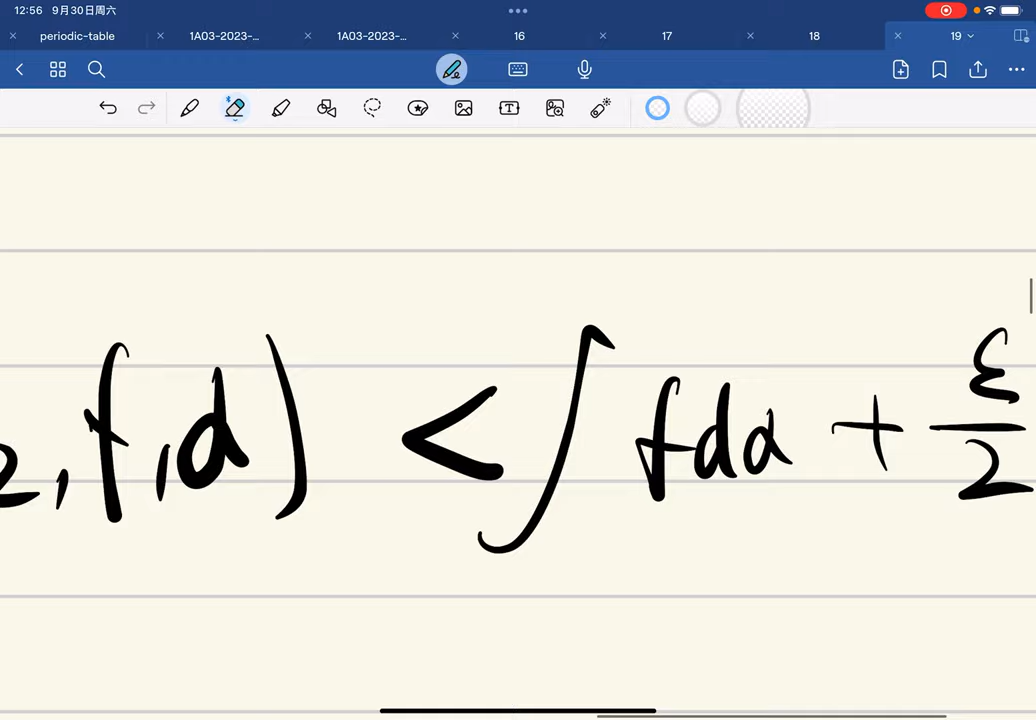 12:56 9月30日周六
periodic-table 1A03-2023-... 1A03-2023-... 16 17 18 19
2, f, α) < ∫ f dα + ε/2